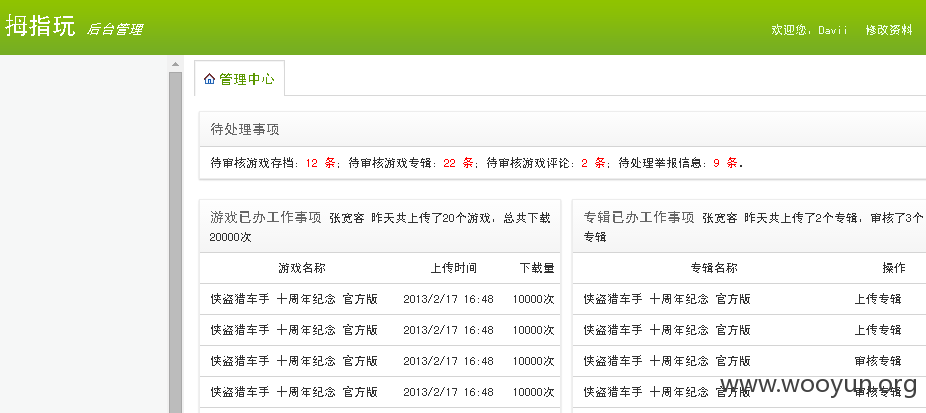 拇指玩 后台管理 欢迎您，Davii 修改资料
管理中心
待处理事项
待审核游戏存档：12 条；待审核游戏专辑：22 条；待审核游戏评论：2 条；待处理举报信息：9 条。
游戏已办工作事项 张宽容 昨天共上传了20个游戏，总共下载
20000次
游戏名称 上传时间 下载量
侠盗猎车手 十周年纪念 官方版 2013/2/17 16:48 10000次
侠盗猎车手 十周年纪念 官方版 2013/2/17 16:48 10000次
侠盗猎车手 十周年纪念 官方版 2013/2/17 16:48 10000次
侠盗猎车手 十周年纪念 官方版 2013/2/17 16:48 10000次
专辑已办工作事项 张宽容 昨天共上传了2个专辑，审核了3个
专辑
专辑名称 操作
侠盗猎车手 十周年纪念 官方版 上传专辑
侠盗猎车手 十周年纪念 官方版 上传专辑
侠盗猎车手 十周年纪念 官方版 审核专辑
侠盗猎车手 十周年纪念 官方版 审核专辑
www.wooyun.org